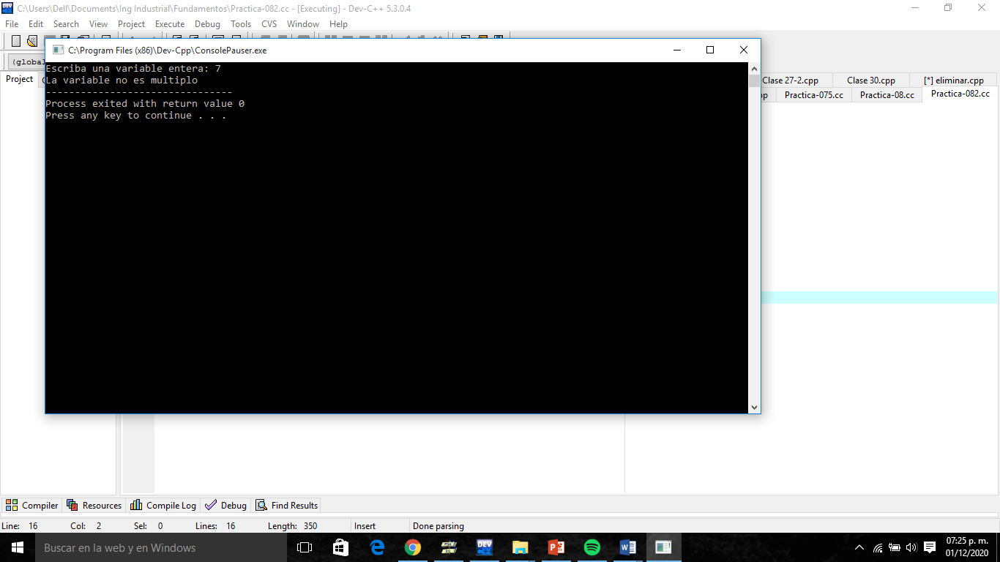 C:\Users\Dell\Documents\Ing Industrial\Fundamentos\Practica-082.cc - [Executing] - Dev-C++ 5.3.0.4
File Edit Search View Project Execute Debug Tools CVS Window Help
C:\Program Files (x86)\Dev-Cpp\ConsolePauser.exe
(global
Escriba una variable entera: 7
La variable no es multiplo
--------------------------------
Process exited with return value 0
Press any key to continue . . .
Project
Clase 27-2.cpp Clase 30.cpp [*] eliminar.cpp
Practica-075.cc Practica-08.cc Practica-082.cc
Compiler Resources Compile Log Debug Find Results
Line: 16 Col: 2 Sel: 0 Lines: 16 Length: 350 Insert Done parsing
Buscar en la web y en Windows
DEV
07:25 p. m.
01/12/2020